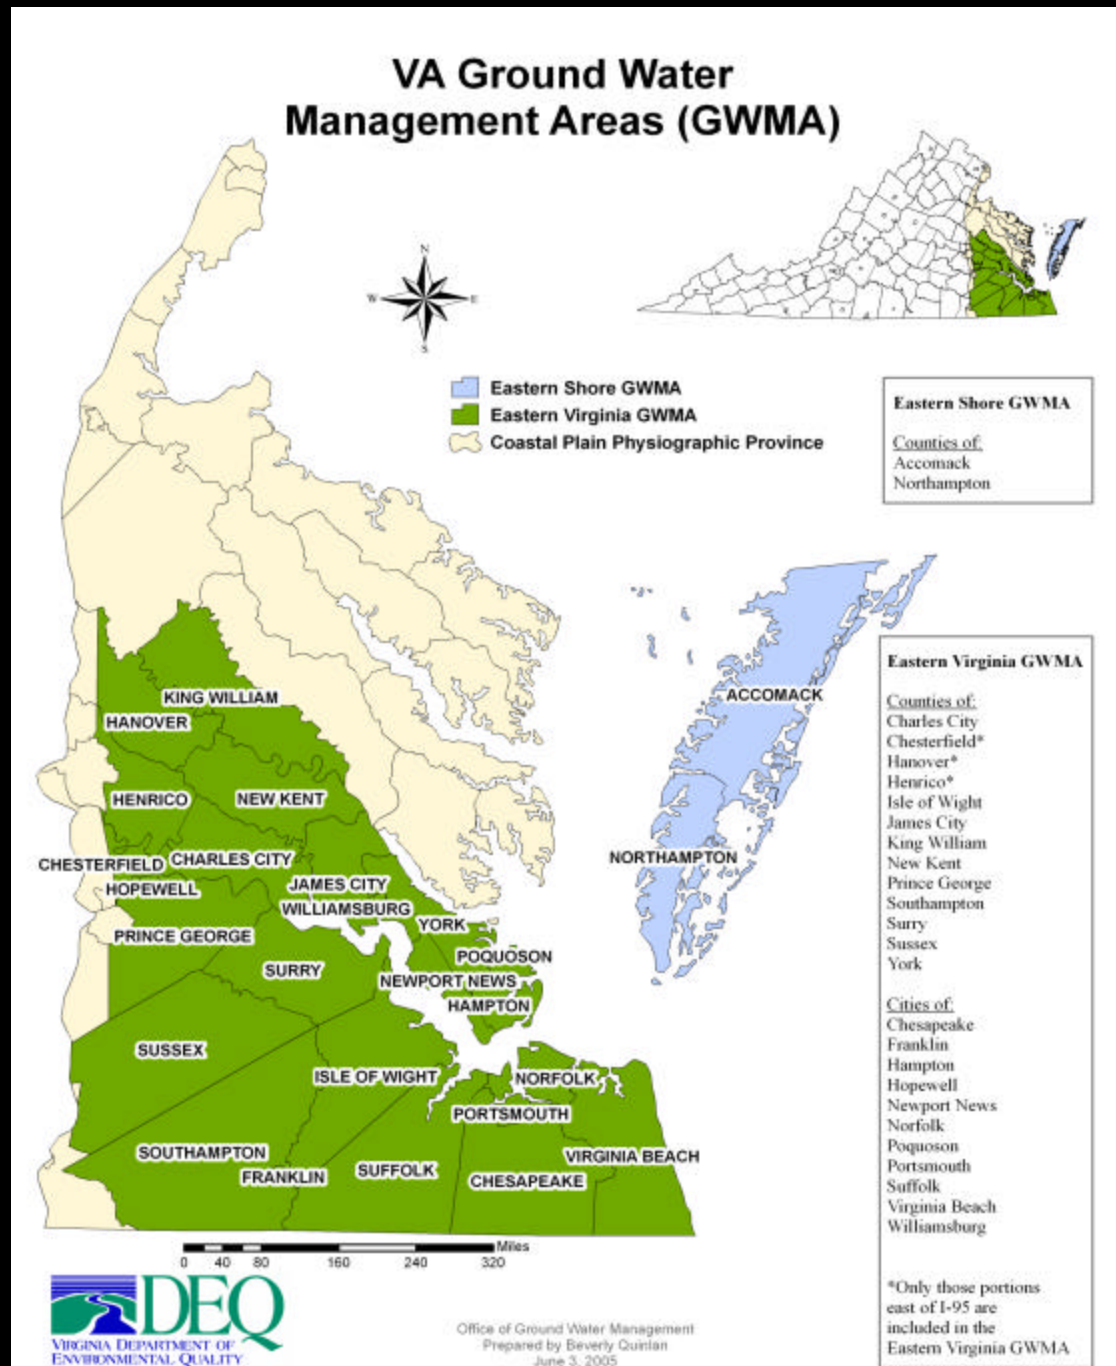 VA Ground Water
Management Areas (GWMA)
N
W
E
S
Eastern Shore GWMA
Eastern Virginia GWMA
Coastal Plain Physiographic Province
Eastern Shore GWMA
Counties of:
Accomack
Northampton
ACCOMACK
NORTHAMPTON
KING WILLIAM
HANOVER
HENRICO
NEW KENT
CHESTERFIELD
CHARLES CITY
HOPEWELL
JAMES CITY
WILLIAMSBURG
YORK
PRINCE GEORGE
POQUOSON
SURRY
NEWPORT NEWS
HAMPTON
SUSSEX
ISLE OF WIGHT
NORFOLK
PORTSMOUTH
SOUTHAMPTON
FRANKLIN
SUFFOLK
VIRGINIA BEACH
CHESAPEAKE
Eastern Virginia GWMA
Counties of:
Charles City
Chesterfield*
Hanover*
Henrico*
Isle of Wight
James City
King William
New Kent
Prince George
Southampton
Surry
Sussex
York
Cities of:
Chesapeake
Franklin
Hampton
Hopewell
Newport News
Norfolk
Poquoson
Portsmouth
Suffolk
Virginia Beach
Williamsburg
*Only those portions
east of I-95 are
included in the
Eastern Virginia GWMA
Miles
0 40 80 160 240 320
DEQ
VIRGINIA DEPARTMENT OF
ENVIRONMENTAL QUALITY
Office of Ground Water Management
Prepared by Beverly Quinlan
June 3, 2005